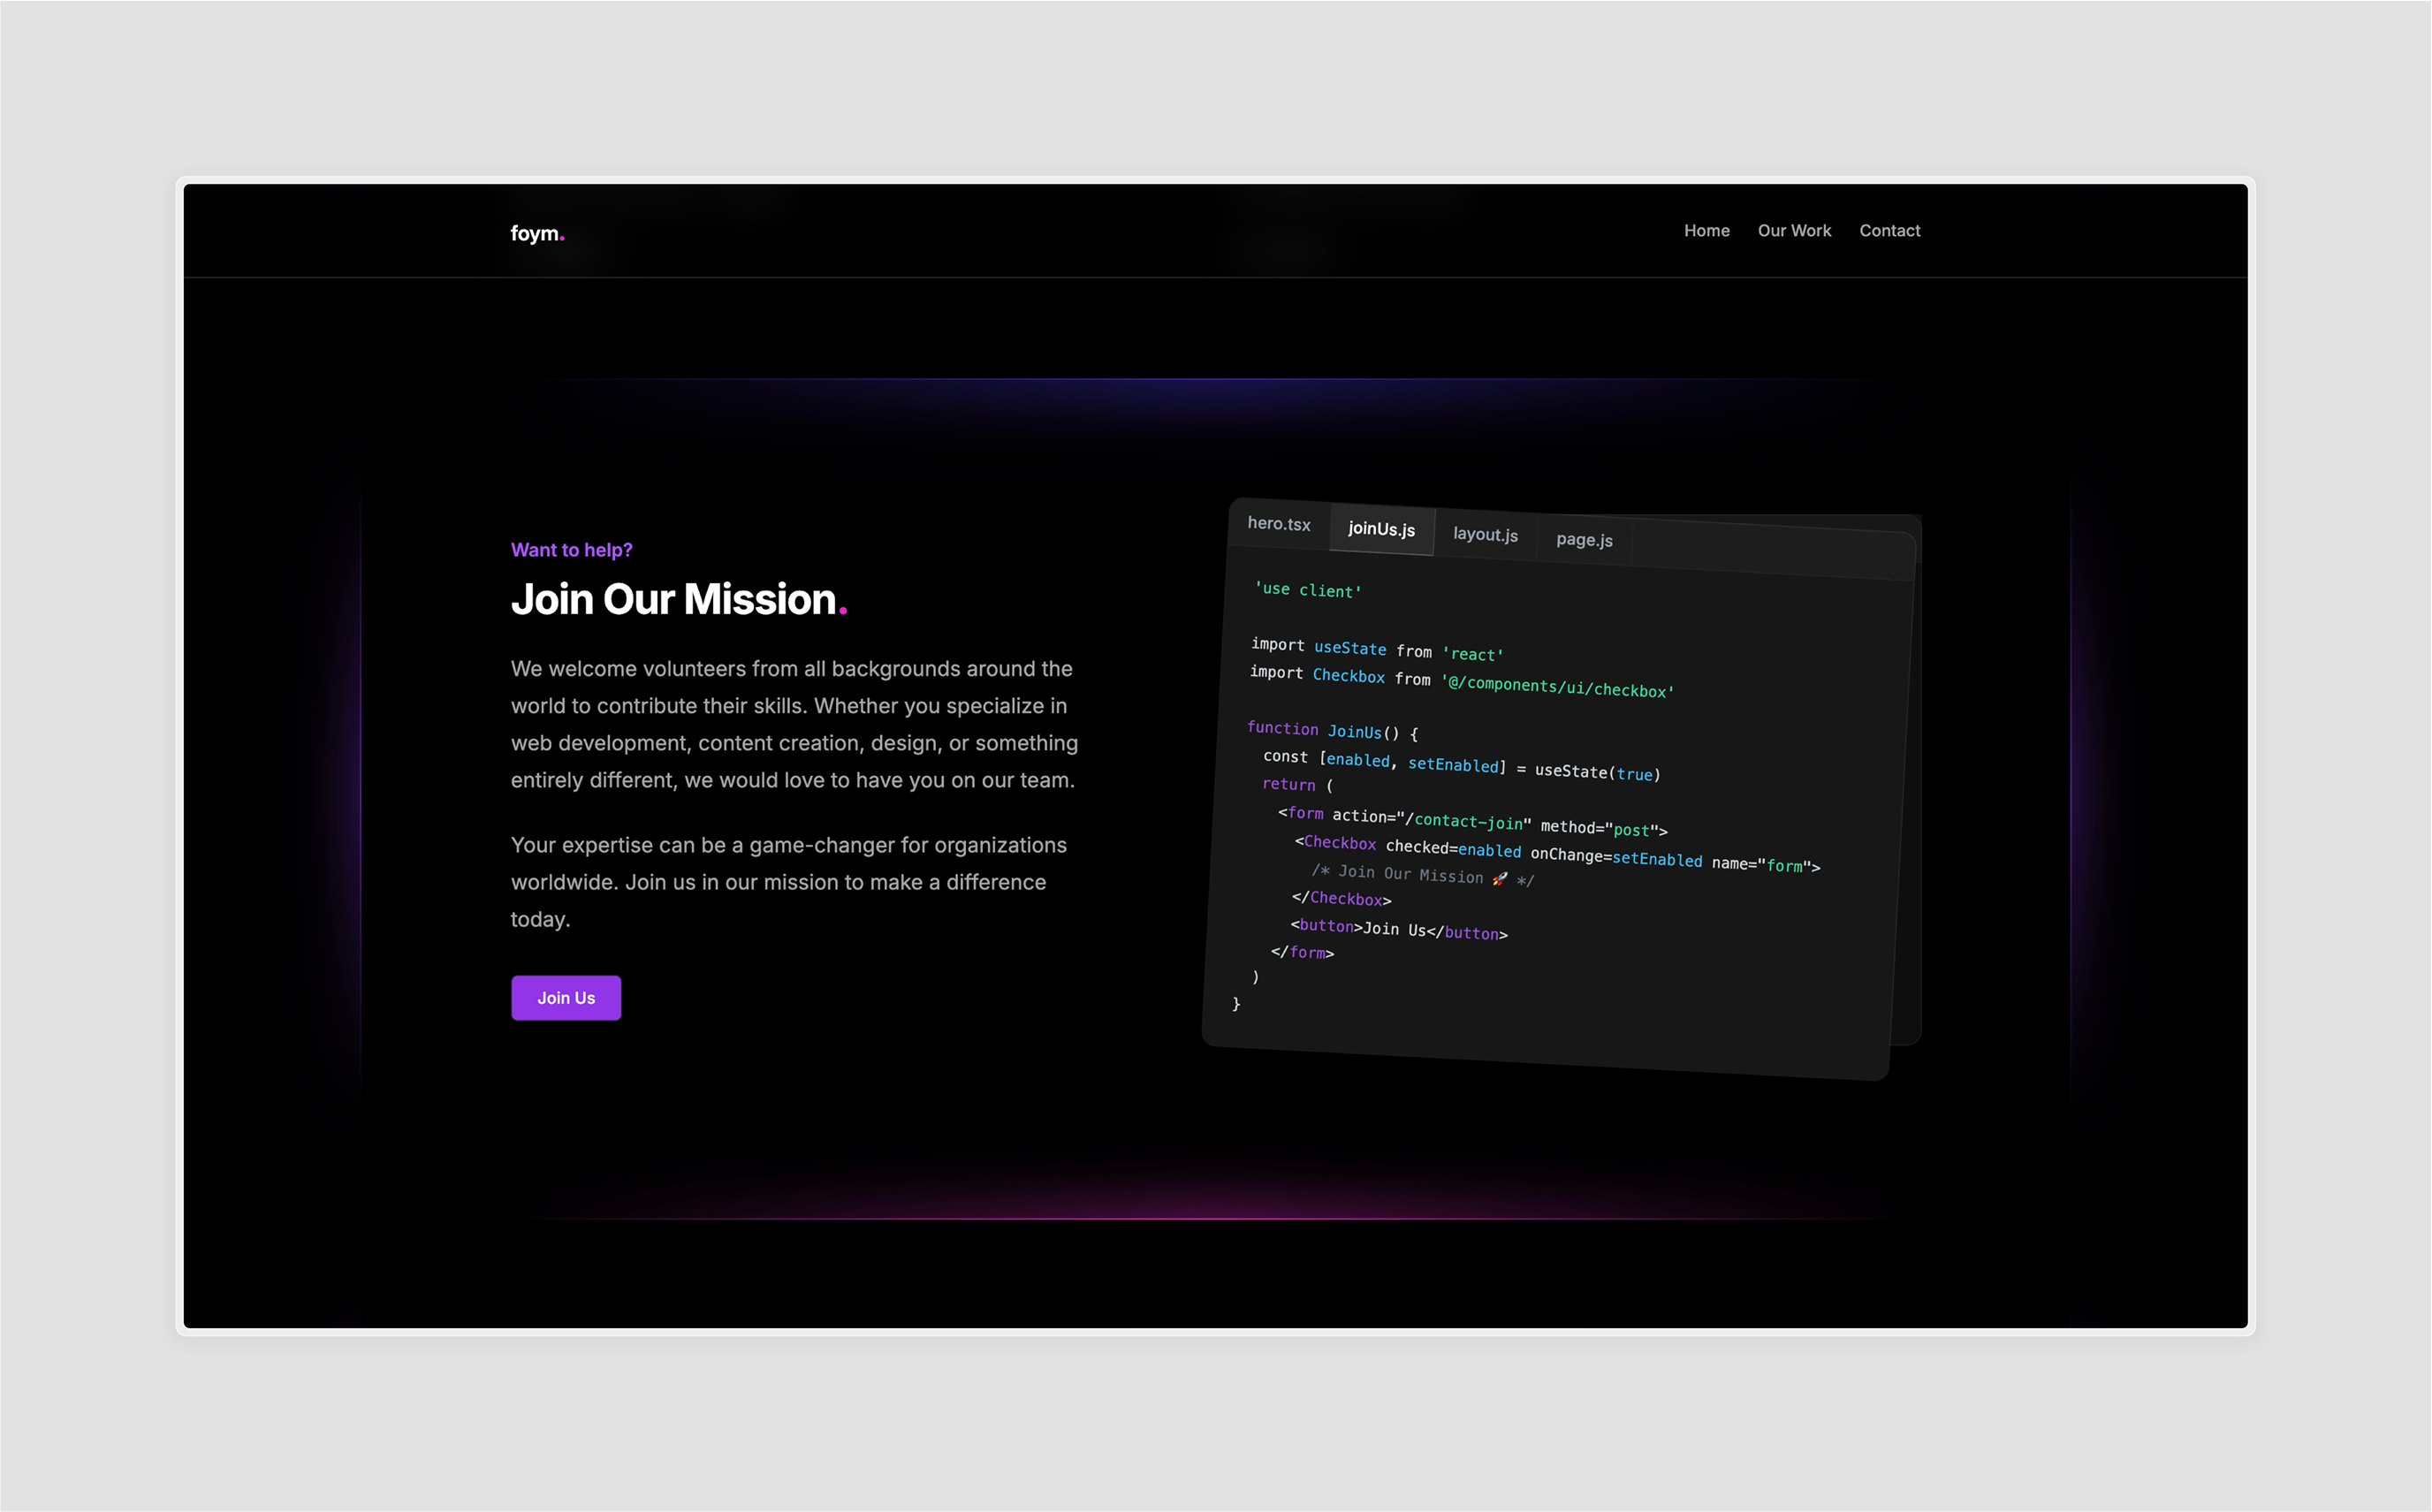 foym.
Home Our Work Contact
Want to help?
Join Our Mission.
We welcome volunteers from all backgrounds around the
world to contribute their skills. Whether you specialize in
web development, content creation, design, or something
entirely different, we would love to have you on our team.
Your expertise can be a game-changer for organizations
worldwide. Join us in our mission to make a difference
today.
Join Us
hero.tsx joinUs.js layout.js page.js
'use client'
import useState from 'react'
import Checkbox from '@/components/ui/checkbox'
function JoinUs() {
const [enabled, setEnabled] = useState(true)
return (
<form action="/contact-join" method="post">
<Checkbox checked=enabled onChange=setEnabled name="form">
/* Join Our Mission 🚀 */
</Checkbox>
<button>Join Us</button>
</form>
)
}